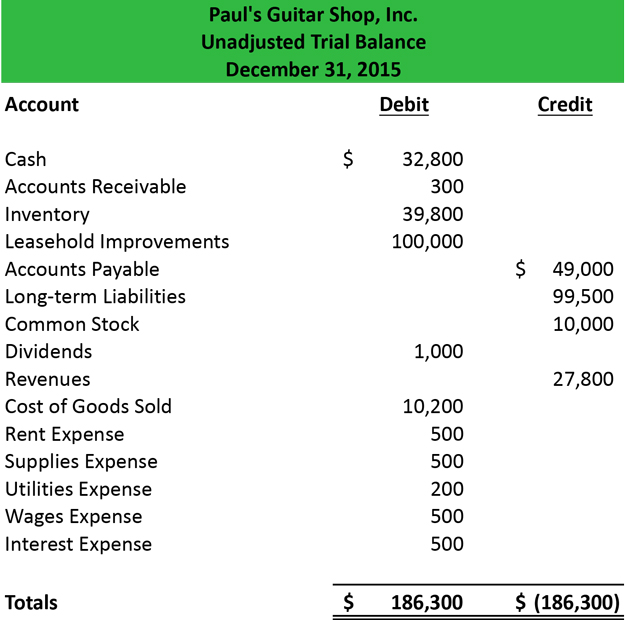 Paul's Guitar Shop, Inc.
Unadjusted Trial Balance
December 31, 2015
Account Debit Credit
Cash $ 32,800
Accounts Receivable 300
Inventory 39,800
Leasehold Improvements 100,000
Accounts Payable $ 49,000
Long-term Liabilities 99,500
Common Stock 10,000
Dividends 1,000
Revenues 27,800
Cost of Goods Sold 10,200
Rent Expense 500
Supplies Expense 500
Utilities Expense 200
Wages Expense 500
Interest Expense 500
Totals $ 186,300 $ (186,300)